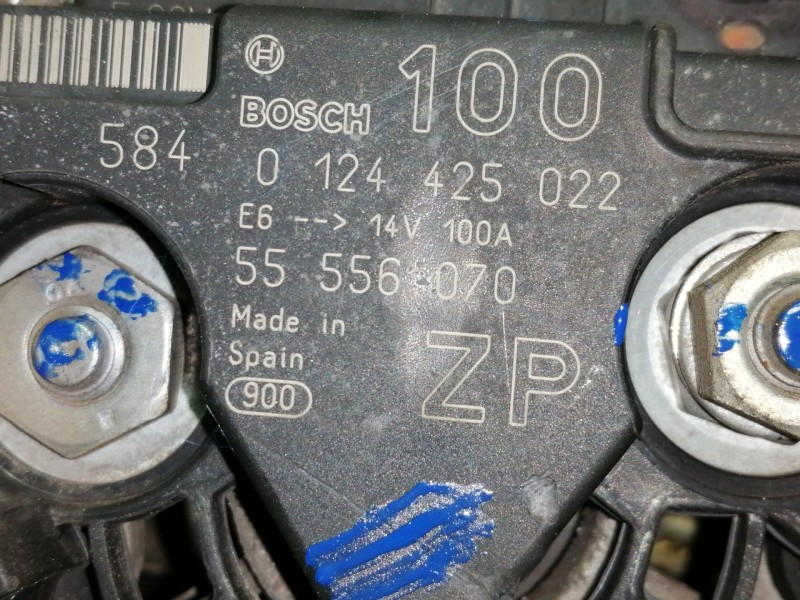 BOSCH 100
584 0 124 425 022
E6 --> 14V 100A
55 556 070
Made in
Spain ZP
900